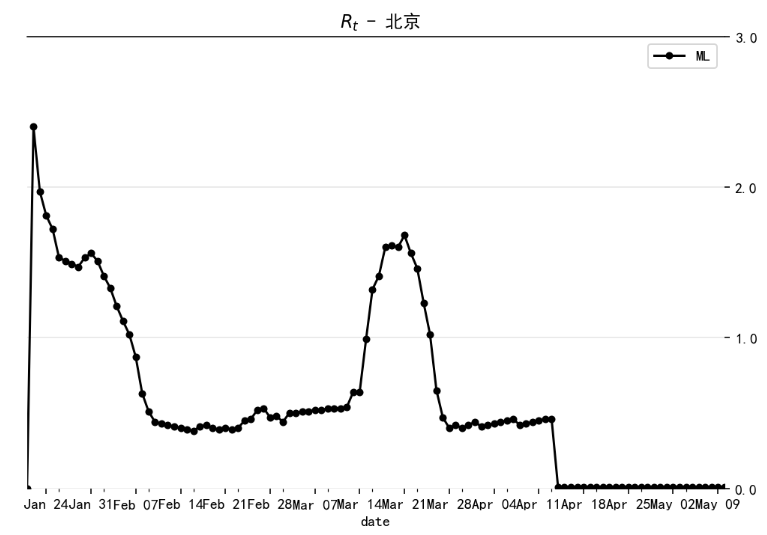 Rt - 北京
3.0
ML
2.0
1.0
0.0
Jan 24Jan 31Feb 07Feb 14Feb 21Feb 28Mar 07Mar 14Mar 21Mar 28Apr 04Apr 11Apr 18Apr 25May 02May 09
date